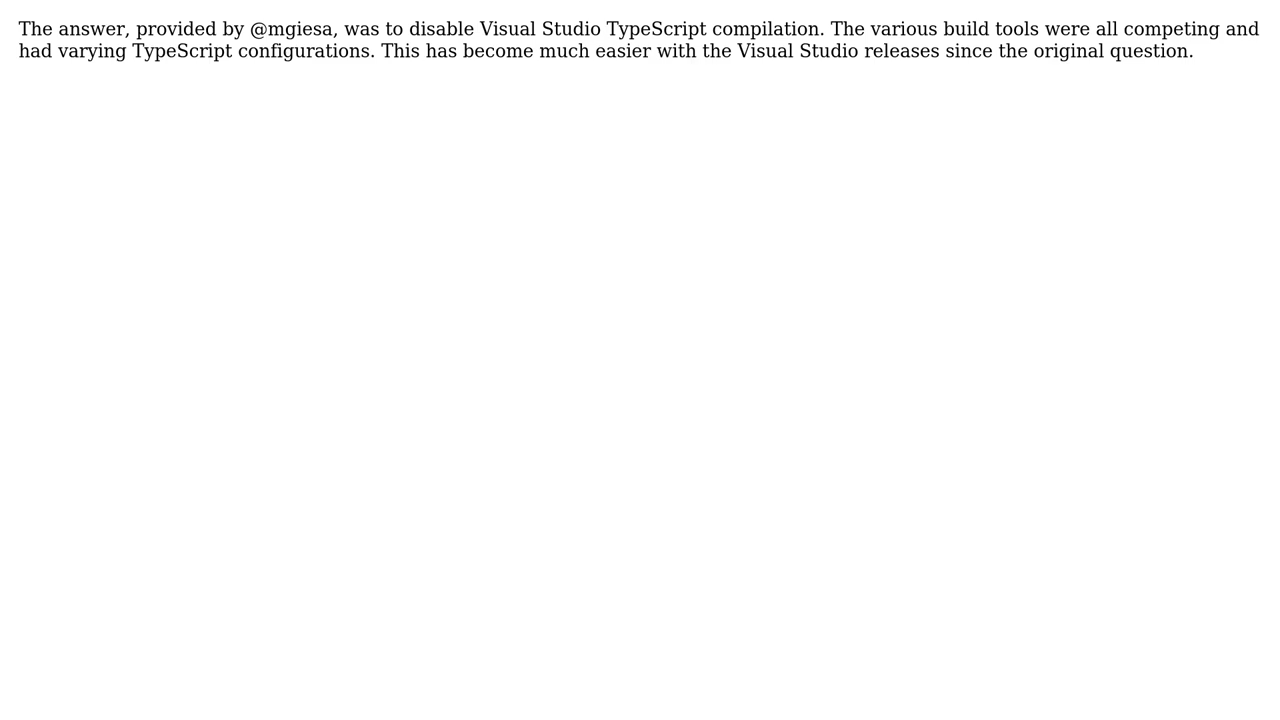 The answer, provided by @mgiesa, was to disable Visual Studio TypeScript compilation. The various build tools were all competing and
had varying TypeScript configurations. This has become much easier with the Visual Studio releases since the original question.